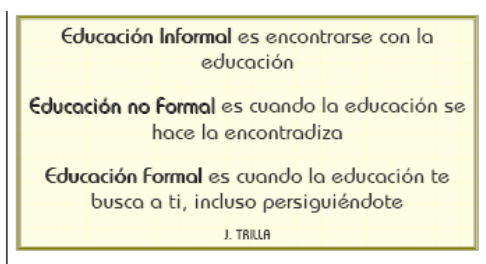 Educación Informal es encontrarse con la
educación
Educación no Formal es cuando la educación se
hace la encontradiza
Educación Formal es cuando la educación te
busca a ti, incluso persiguiéndote
J. TRILLA